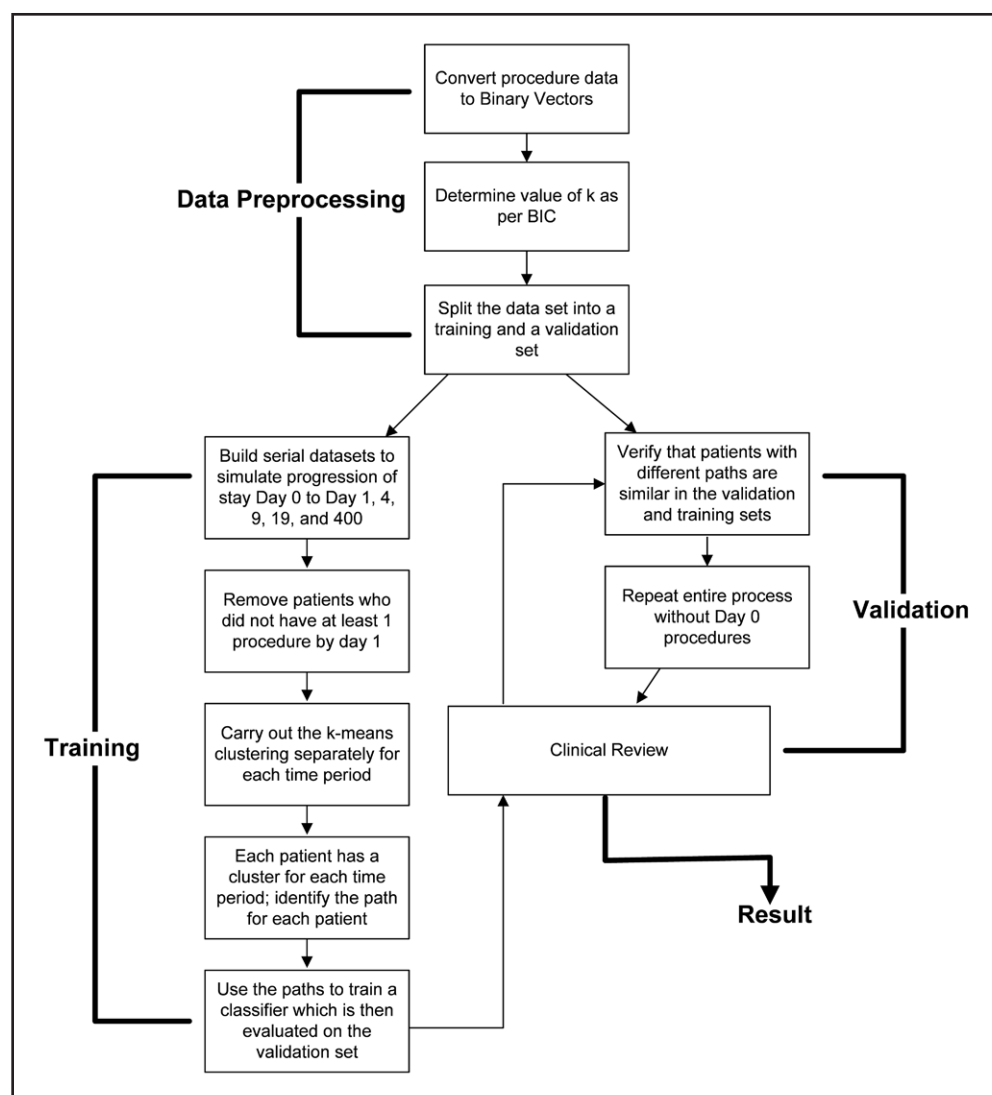 Convert procedure data
to Binary Vectors
Data Preprocessing
Determine value of k as
per BIC
Split the data set into a
training and a validation
set
Training
Build serial datasets to
simulate progression of
stay Day 0 to Day 1, 4,
9, 19, and 400
Remove patients who
did not have at least 1
procedure by day 1
Carry out the k-means
clustering separately for
each time period
Each patient has a
cluster for each time
period; identify the path
for each patient
Use the paths to train a
classifier which is then
evaluated on the
validation set
Verify that patients with
different paths are
similar in the validation
and training sets
Repeat entire process
without Day 0
procedures
Validation
Clinical Review
Result